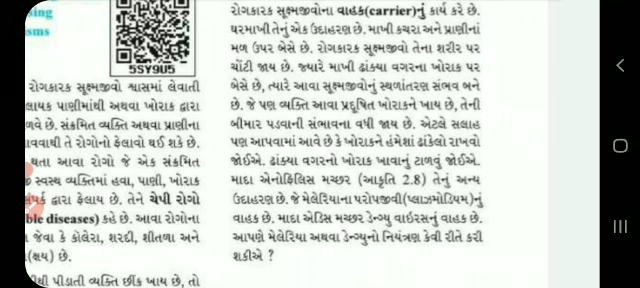 sing
sms
5SY9U5
રોગકારક સૂક્ષ્મજીવો શ્વાસમાં લેવાતી
લાયક પાણીમાંથી અથવા ખોરાક દ્વારા
ળવે છે. સંક્રમિત વ્યક્તિ અથવા પ્રાણીના
ાવવાથી તે રોગોનો ફેલાવો થઈ શકે છે.
થતા આવા રોગો જે એક સંક્રમિત
સ્વસ્થ વ્યક્તિમાં હવા, પાણી, ખોરાક
ંપર્ક દ્વારા ફેલાય છે. તેને ચેપી રોગો
ble diseases) કહે છે. આવા રોગોના
જેવા કે કોલેરા, શરદી, શીતળા અને
(ક્ષય) છે.
ીથી પીડાતી વ્યક્તિ છીંક ખાય છે, તો
રોગકારક સૂક્ષ્મજીવોના વાહક(carrier)નું કાર્ય કરે છે.
ઘરમાખી તેનું એક ઉદાહરણ છે. માખી કચરા અને પ્રાણીનાં
મળ ઉપર બેસે છે. રોગકારક સૂક્ષ્મજીવો તેના શરીર પર
ચોંટી જાય છે. જ્યારે માખી ઢાંક્યા વગરના ખોરાક પર
બેસે છે, ત્યારે આવા સૂક્ષ્મજીવોનું સ્થળાંતરણ સંભવ બને
છે. જે પણ વ્યક્તિ આવા પ્રદૂષિત ખોરાકને ખાય છે, તેની
બીમાર પડવાની સંભાવના વધી જાય છે. એટલે સલાહ
પણ આપવામાં આવે છે કે ખોરાકને હંમેશાં ઢાંકેલો રાખવો
જોઈએ. ઢાંક્યા વગરનો ખોરાક ખાવાનું ટાળવું જોઈએ.
માદા એનોફિલિસ મચ્છર (આકૃતિ 2.8) તેનું અન્ય
ઉદાહરણ છે. જે મેલેરિયાના પરોપજીવી(પ્લાઝમોડિયમ)નું
વાહક છે. માદા એડિસ મચ્છર ડેન્ગ્યુ વાઇરસનું વાહક છે.
આપણે મેલેરિયા અથવા ડેન્ગ્યુનો નિયંત્રણ કેવી રીતે કરી
શકીએ ?